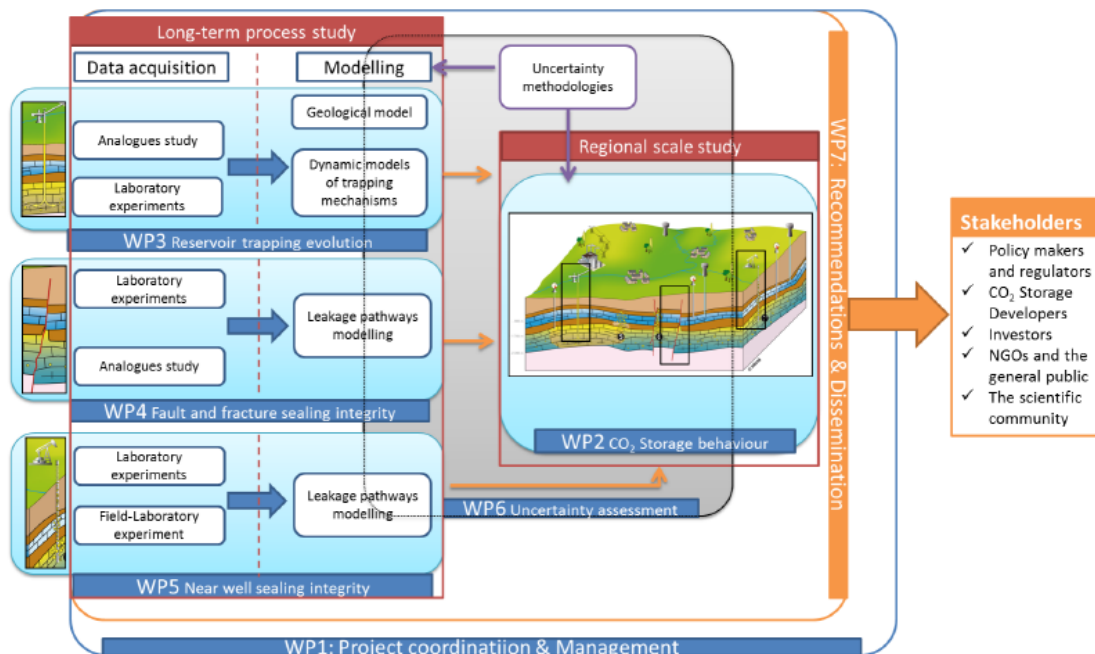 Long-term process study
Data acquisition
Modelling
Uncertainty
methodologies
Geological model
Analogues study
Dynamic models
of trapping
mechanisms
Laboratory
experiments
WP3 Reservoir trapping evolution
Regional scale study
Laboratory
experiments
Leakage pathways
modelling
Analogues study
WP4 Fault and fracture sealing integrity
WP2 CO₂ Storage behaviour
Laboratory
experiments
Leakage pathways
modelling
Field-Laboratory
experiment
WP6 Uncertainty assessment
WP5 Near well sealing integrity
WP7: Recommendations & Dissemination
Stakeholders
✓ Policy makers
and regulators
✓ CO₂ Storage
Developers
✓ Investors
✓ NGOs and the
general public
✓ The scientific
community
WP1: Project coordinatiion & Management